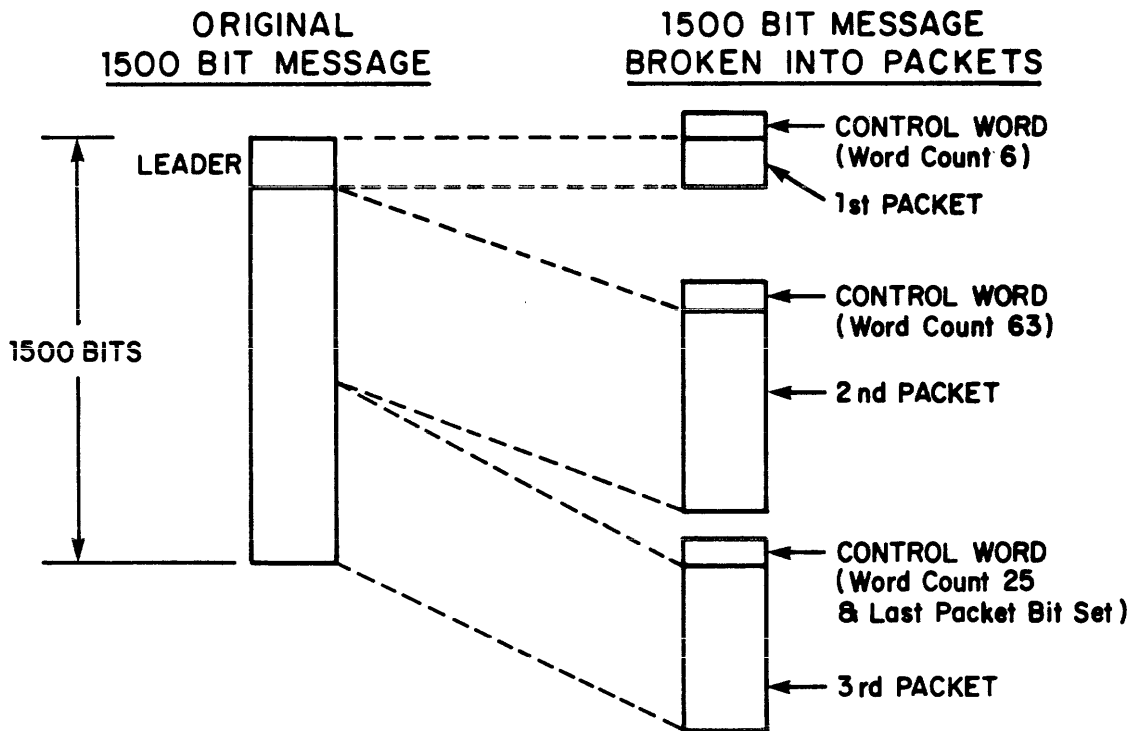 ORIGINAL
1500 BIT MESSAGE
1500 BIT MESSAGE
BROKEN INTO PACKETS
LEADER
1500 BITS
CONTROL WORD
(Word Count 6)
1st PACKET
CONTROL WORD
(Word Count 63)
2nd PACKET
CONTROL WORD
(Word Count 25
& Last Packet Bit Set)
3rd PACKET